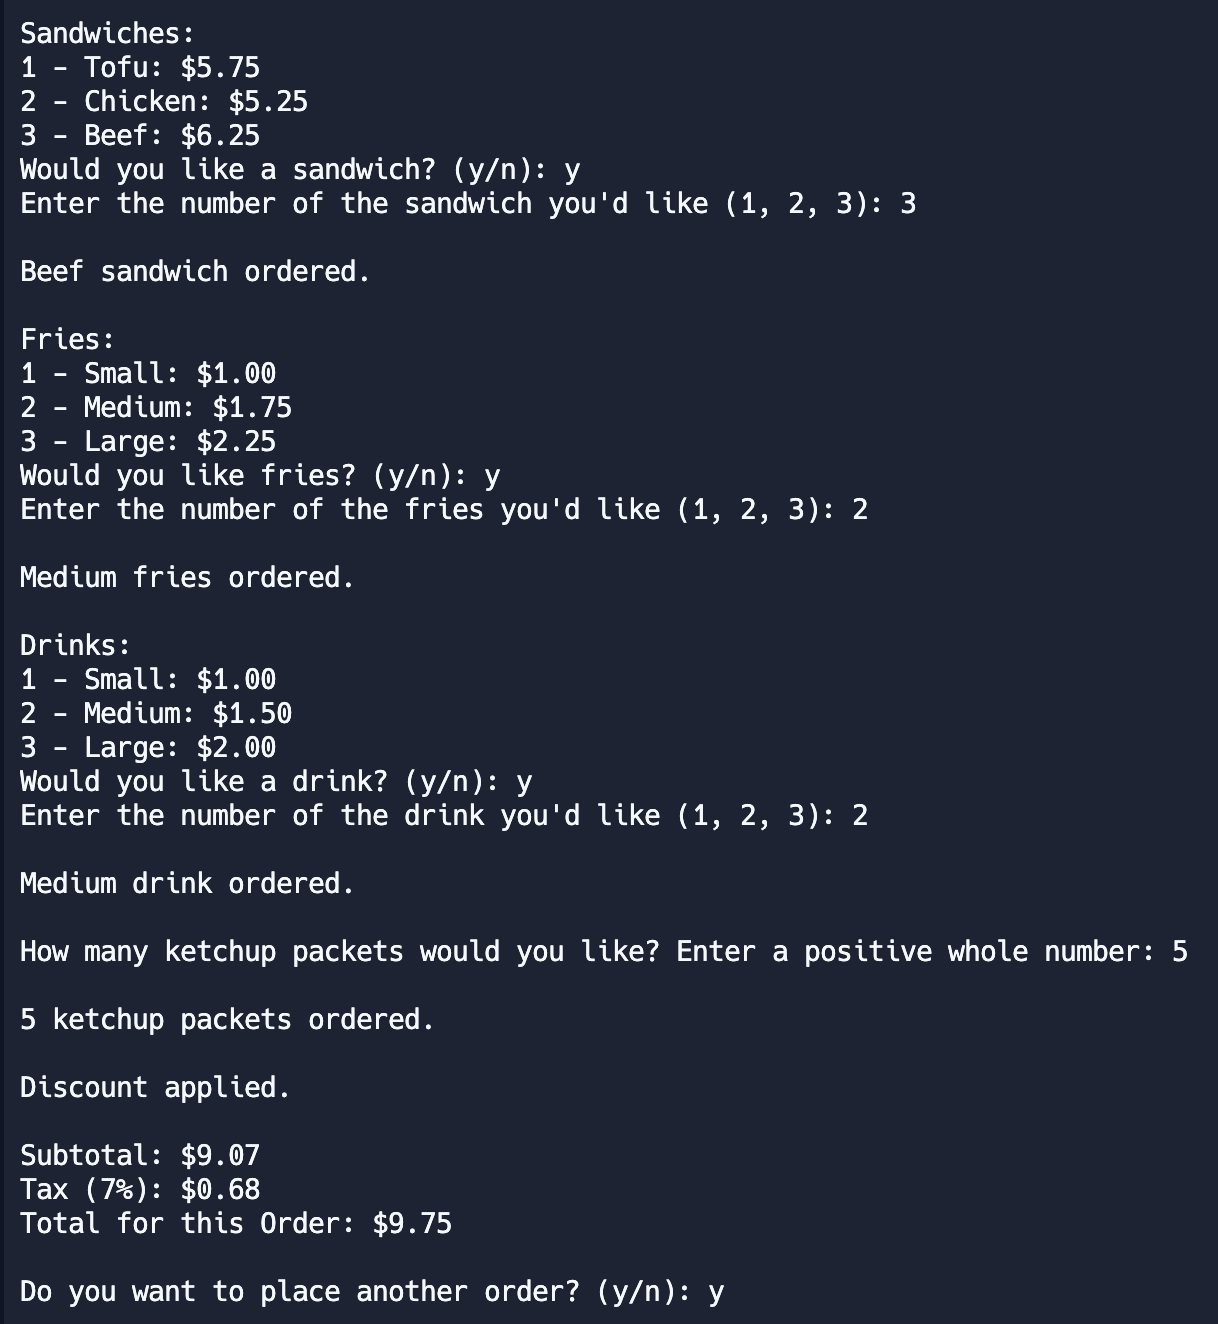 Sandwiches:
1 - Tofu: $5.75
2 - Chicken: $5.25
3 - Beef: $6.25
Would you like a sandwich? (y/n): y
Enter the number of the sandwich you'd like (1, 2, 3): 3
Beef sandwich ordered.
Fries:
1 - Small: $1.00
2 - Medium: $1.75
3 - Large: $2.25
Would you like fries? (y/n): y
Enter the number of the fries you'd like (1, 2, 3): 2
Medium fries ordered.
Drinks:
1 - Small: $1.00
2 - Medium: $1.50
3 - Large: $2.00
Would you like a drink? (y/n): y
Enter the number of the drink you'd like (1, 2, 3): 2
Medium drink ordered.
How many ketchup packets would you like? Enter a positive whole number: 5
5 ketchup packets ordered.
Discount applied.
Subtotal: $9.07
Tax (7%): $0.68
Total for this Order: $9.75
Do you want to place another order? (y/n): y